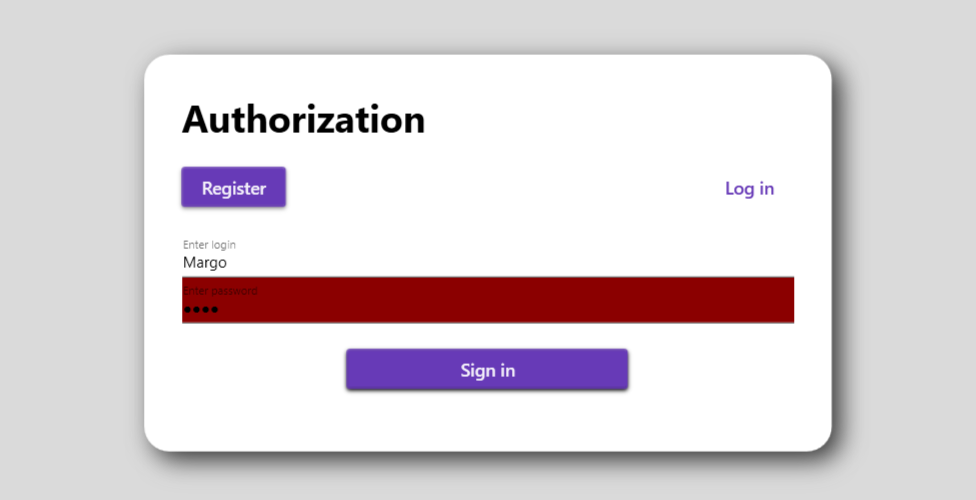 Authorization
Register
Log in
Enter login
Margo
Enter password
●●●●
Sign in